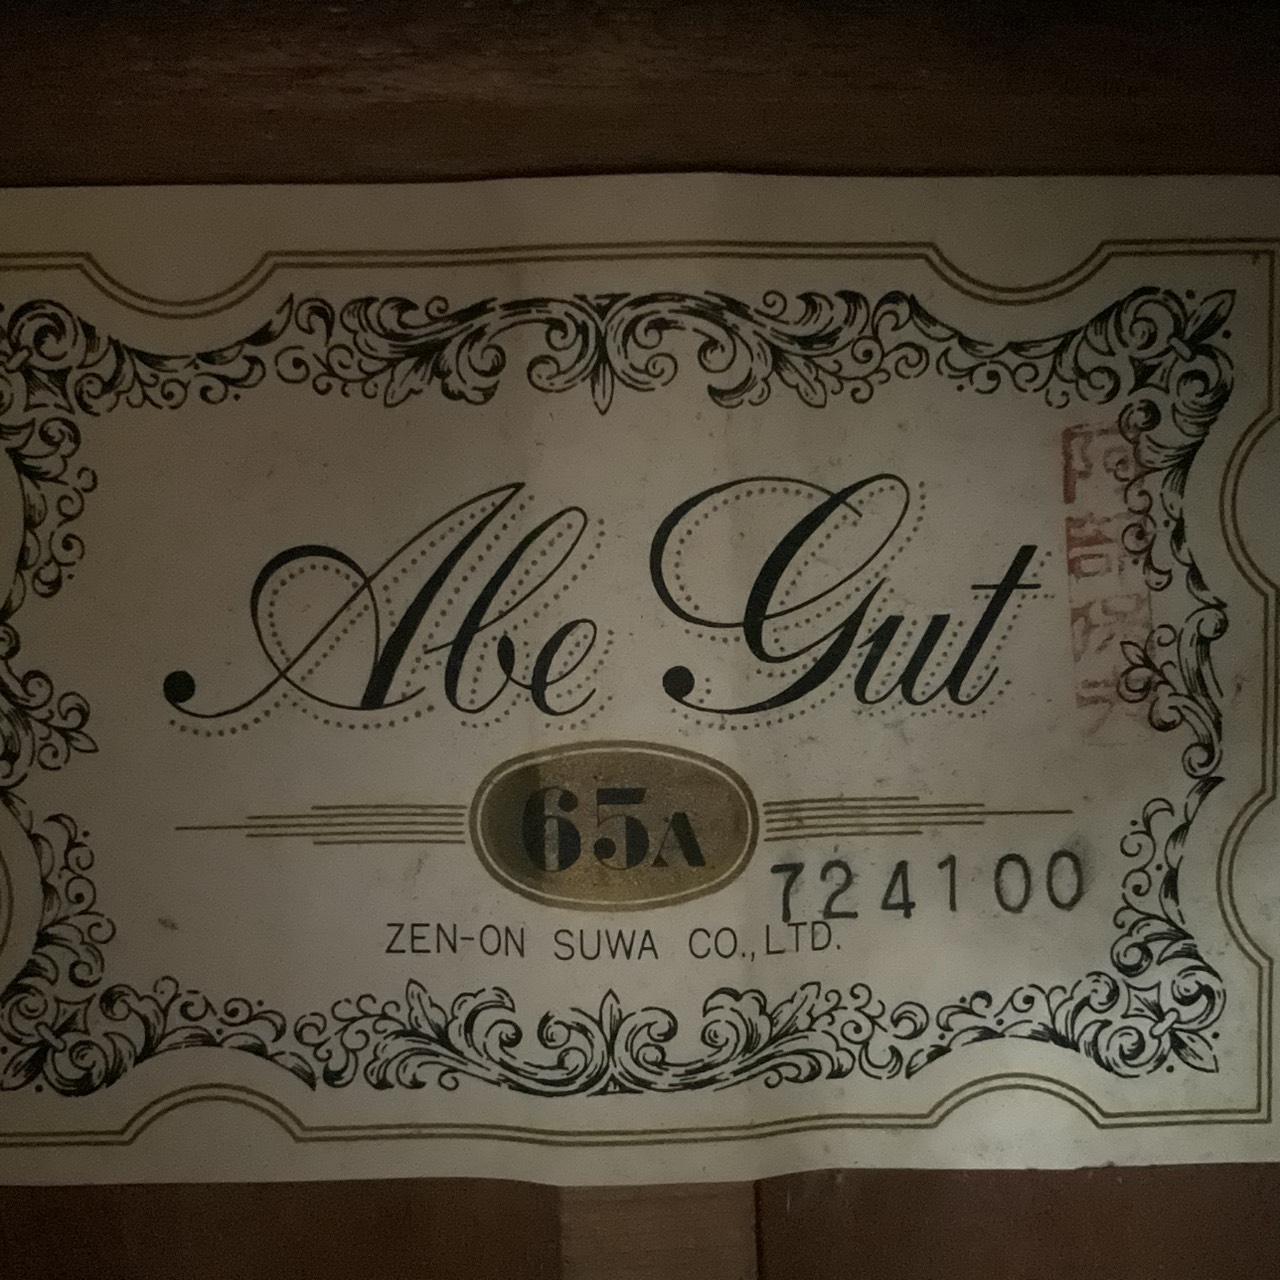 Abe Gut
65A
724100
ZEN-ON SUWA CO., LTD.